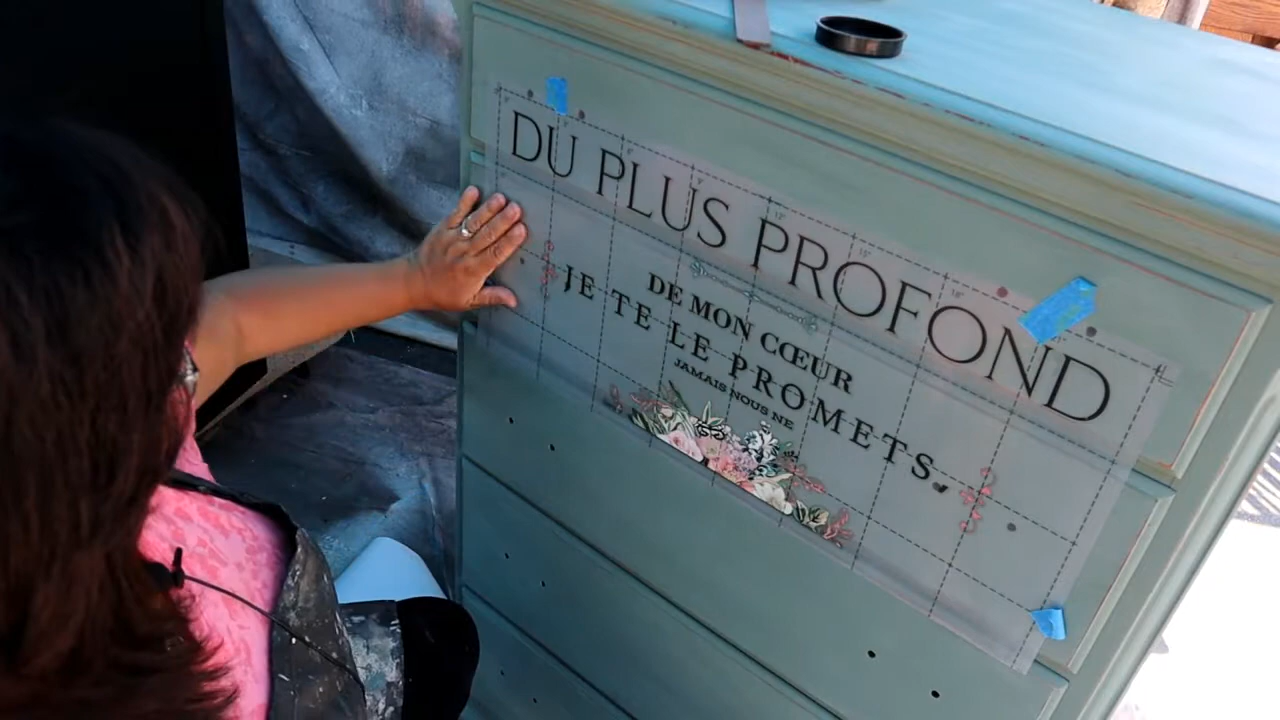 DU PLUS PROFOND
DE MON CŒUR
JE TE LE PROMETS
JAMAIS NOUS NE